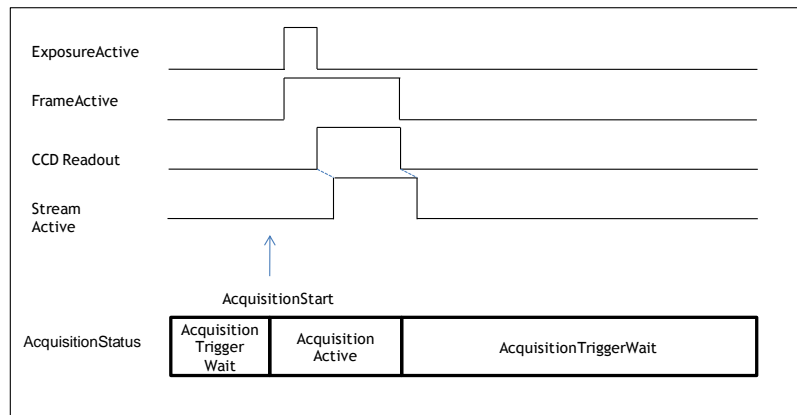 ExposureActive
FrameActive
CCD Readout
Stream
Active
AcquisitionStart
AcquisitionStatus
Acquisition
Trigger
Wait
Acquisition
Active
AcquisitionTriggerWait